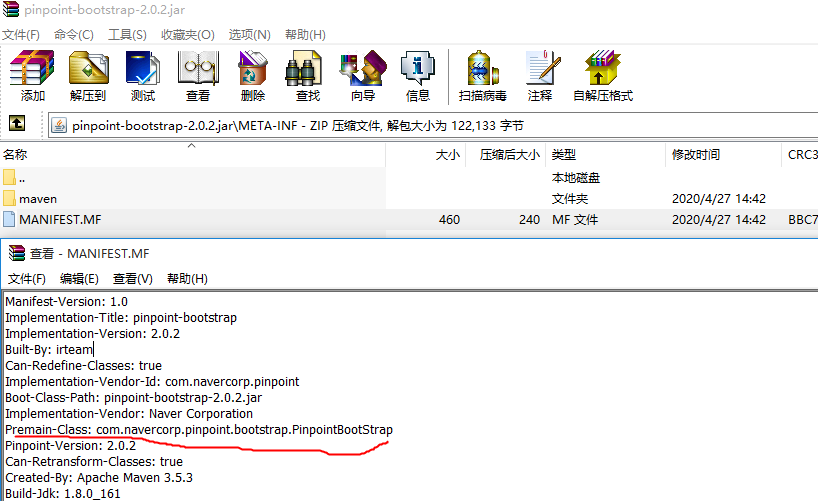 pinpoint-bootstrap-2.0.2.jar
文件(F) 命令(C) 工具(S) 收藏夹(O) 选项(N) 帮助(H)
添加 解压到 测试 查看 删除 查找 向导 信息 扫描病毒 注释 自解压格式
pinpoint-bootstrap-2.0.2.jar\META-INF - ZIP 压缩文件, 解包大小为 122,133 字节
名称 大小 压缩后大小 类型 修改时间 CRC3
.. 本地磁盘
maven 文件夹 2020/4/27 14:42
MANIFEST.MF 460 240 MF 文件 2020/4/27 14:42 BBC7
查看 - MANIFEST.MF
文件(F) 编辑(E) 查看(V) 帮助(H)
Manifest-Version: 1.0
Implementation-Title: pinpoint-bootstrap
Implementation-Version: 2.0.2
Built-By: irteam
Can-Redefine-Classes: true
Implementation-Vendor-Id: com.navercorp.pinpoint
Boot-Class-Path: pinpoint-bootstrap-2.0.2.jar
Implementation-Vendor: Naver Corporation
Premain-Class: com.navercorp.pinpoint.bootstrap.PinpointBootStrap
Pinpoint-Version: 2.0.2
Can-Retransform-Classes: true
Created-By: Apache Maven 3.5.3
Build-Jdk: 1.8.0_161